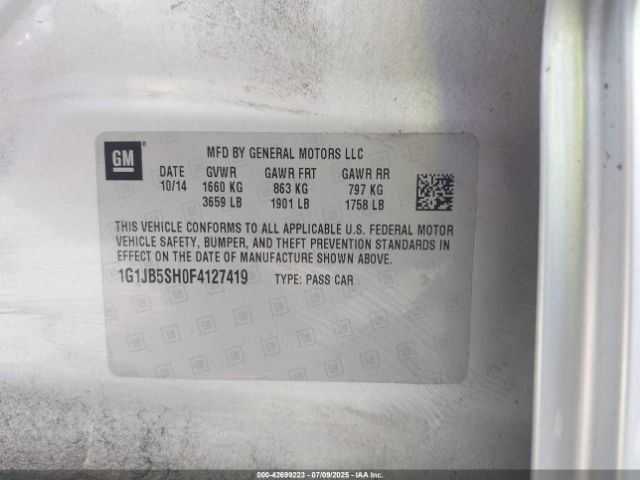 GM
MFD BY GENERAL MOTORS LLC
DATE GVWR GAWR FRT GAWR RR
10/14 1660 KG 863 KG 797 KG
3659 LB 1901 LB 1758 LB
THIS VEHICLE CONFORMS TO ALL APPLICABLE U.S. FEDERAL MOTOR
VEHICLE SAFETY, BUMPER, AND THEFT PREVENTION STANDARDS IN
EFFECT ON THE DATE OF MANUFACTURE SHOWN ABOVE.
1G1JB5SH0F4127419 TYPE: PASS CAR
© -- 42699223 - 07/09/2025 - IAA Inc.